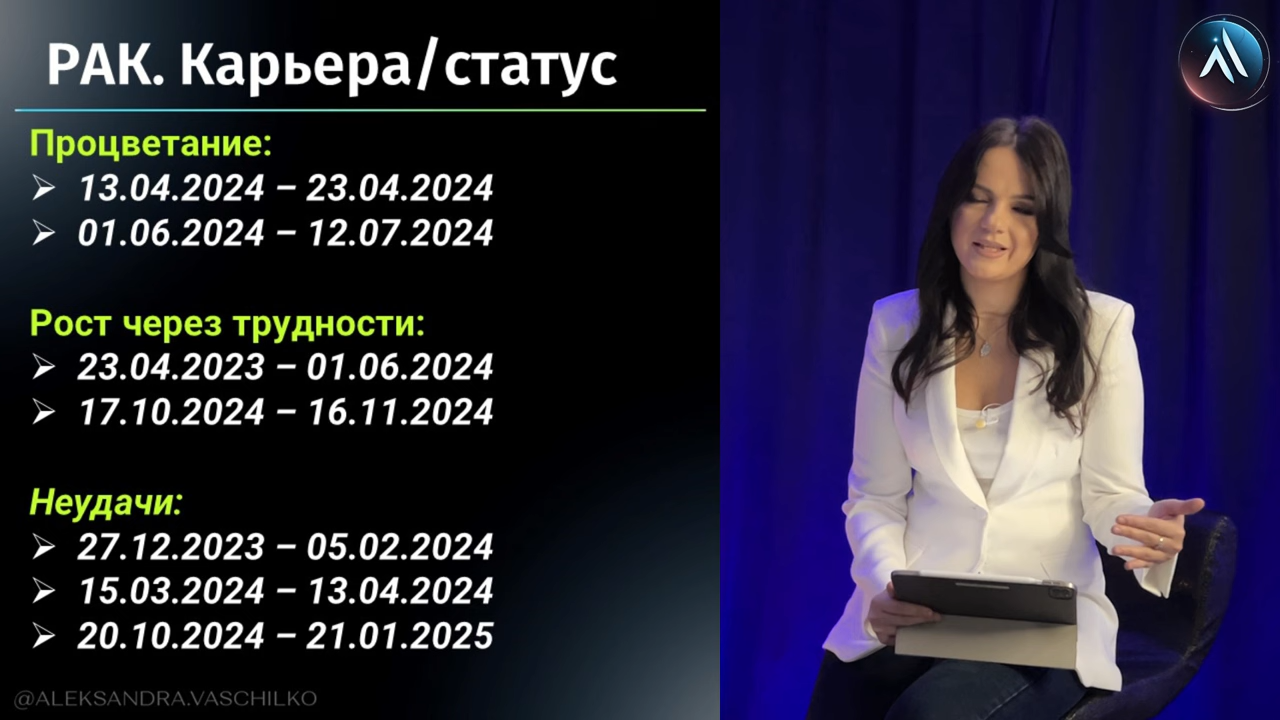 РАК. Карьера/статус
Процветание:
➢ 13.04.2024 – 23.04.2024
➢ 01.06.2024 – 12.07.2024
Рост через трудности:
➢ 23.04.2023 – 01.06.2024
➢ 17.10.2024 – 16.11.2024
Неудачи:
➢ 27.12.2023 – 05.02.2024
➢ 15.03.2024 – 13.04.2024
➢ 20.10.2024 – 21.01.2025
@ALEKSANDRA.VASCHILKO